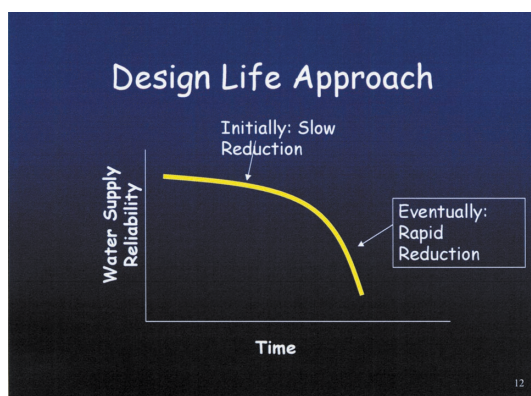 Design Life Approach
Initially: Slow
Reduction
Water Supply
Reliability
Eventually:
Rapid
Reduction
Time
12